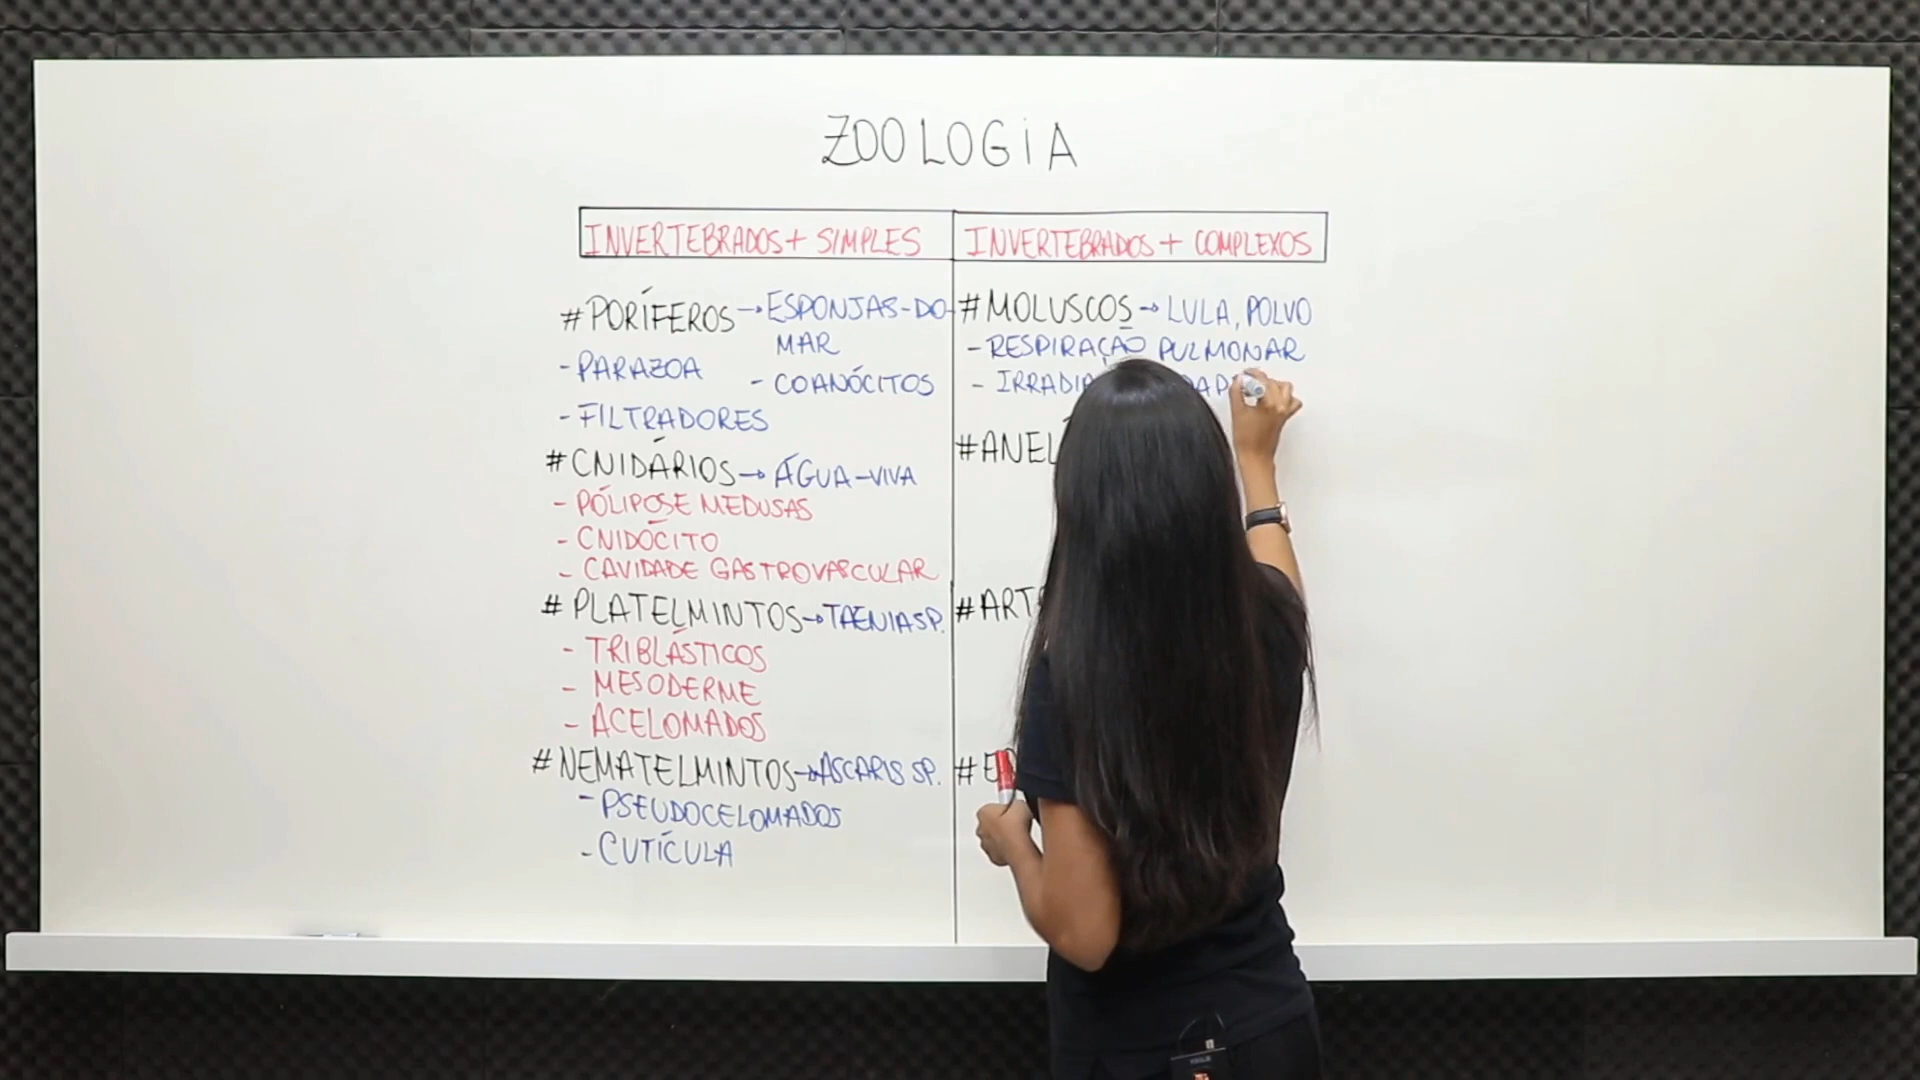 ZOOLOGIA
INVERTEBRADOS + SIMPLES
#PORÍFEROS → ESPONJAS-DO-
MAR
- PARAZOA
- COANÓCITOS
- FILTRADORES
#CNIDÁRIOS → ÁGUA-VIVA
- PÓLIPOS E MEDUSAS
- CNIDÓCITO
- CAVIDADE GASTROVASCULAR
# PLATELMINTOS → TAENIA SP.
- TRIBLÁSTICOS
- MESODERME
- ACELOMADOS
# NEMATELMINTOS → ASCARIS SP.
- PSEUDOCELOMADOS
- CUTÍCULA
INVERTEBRADOS + COMPLEXOS
#MOLUSCOS → LULA, POLVO
- RESPIRAÇÃO PULMONAR